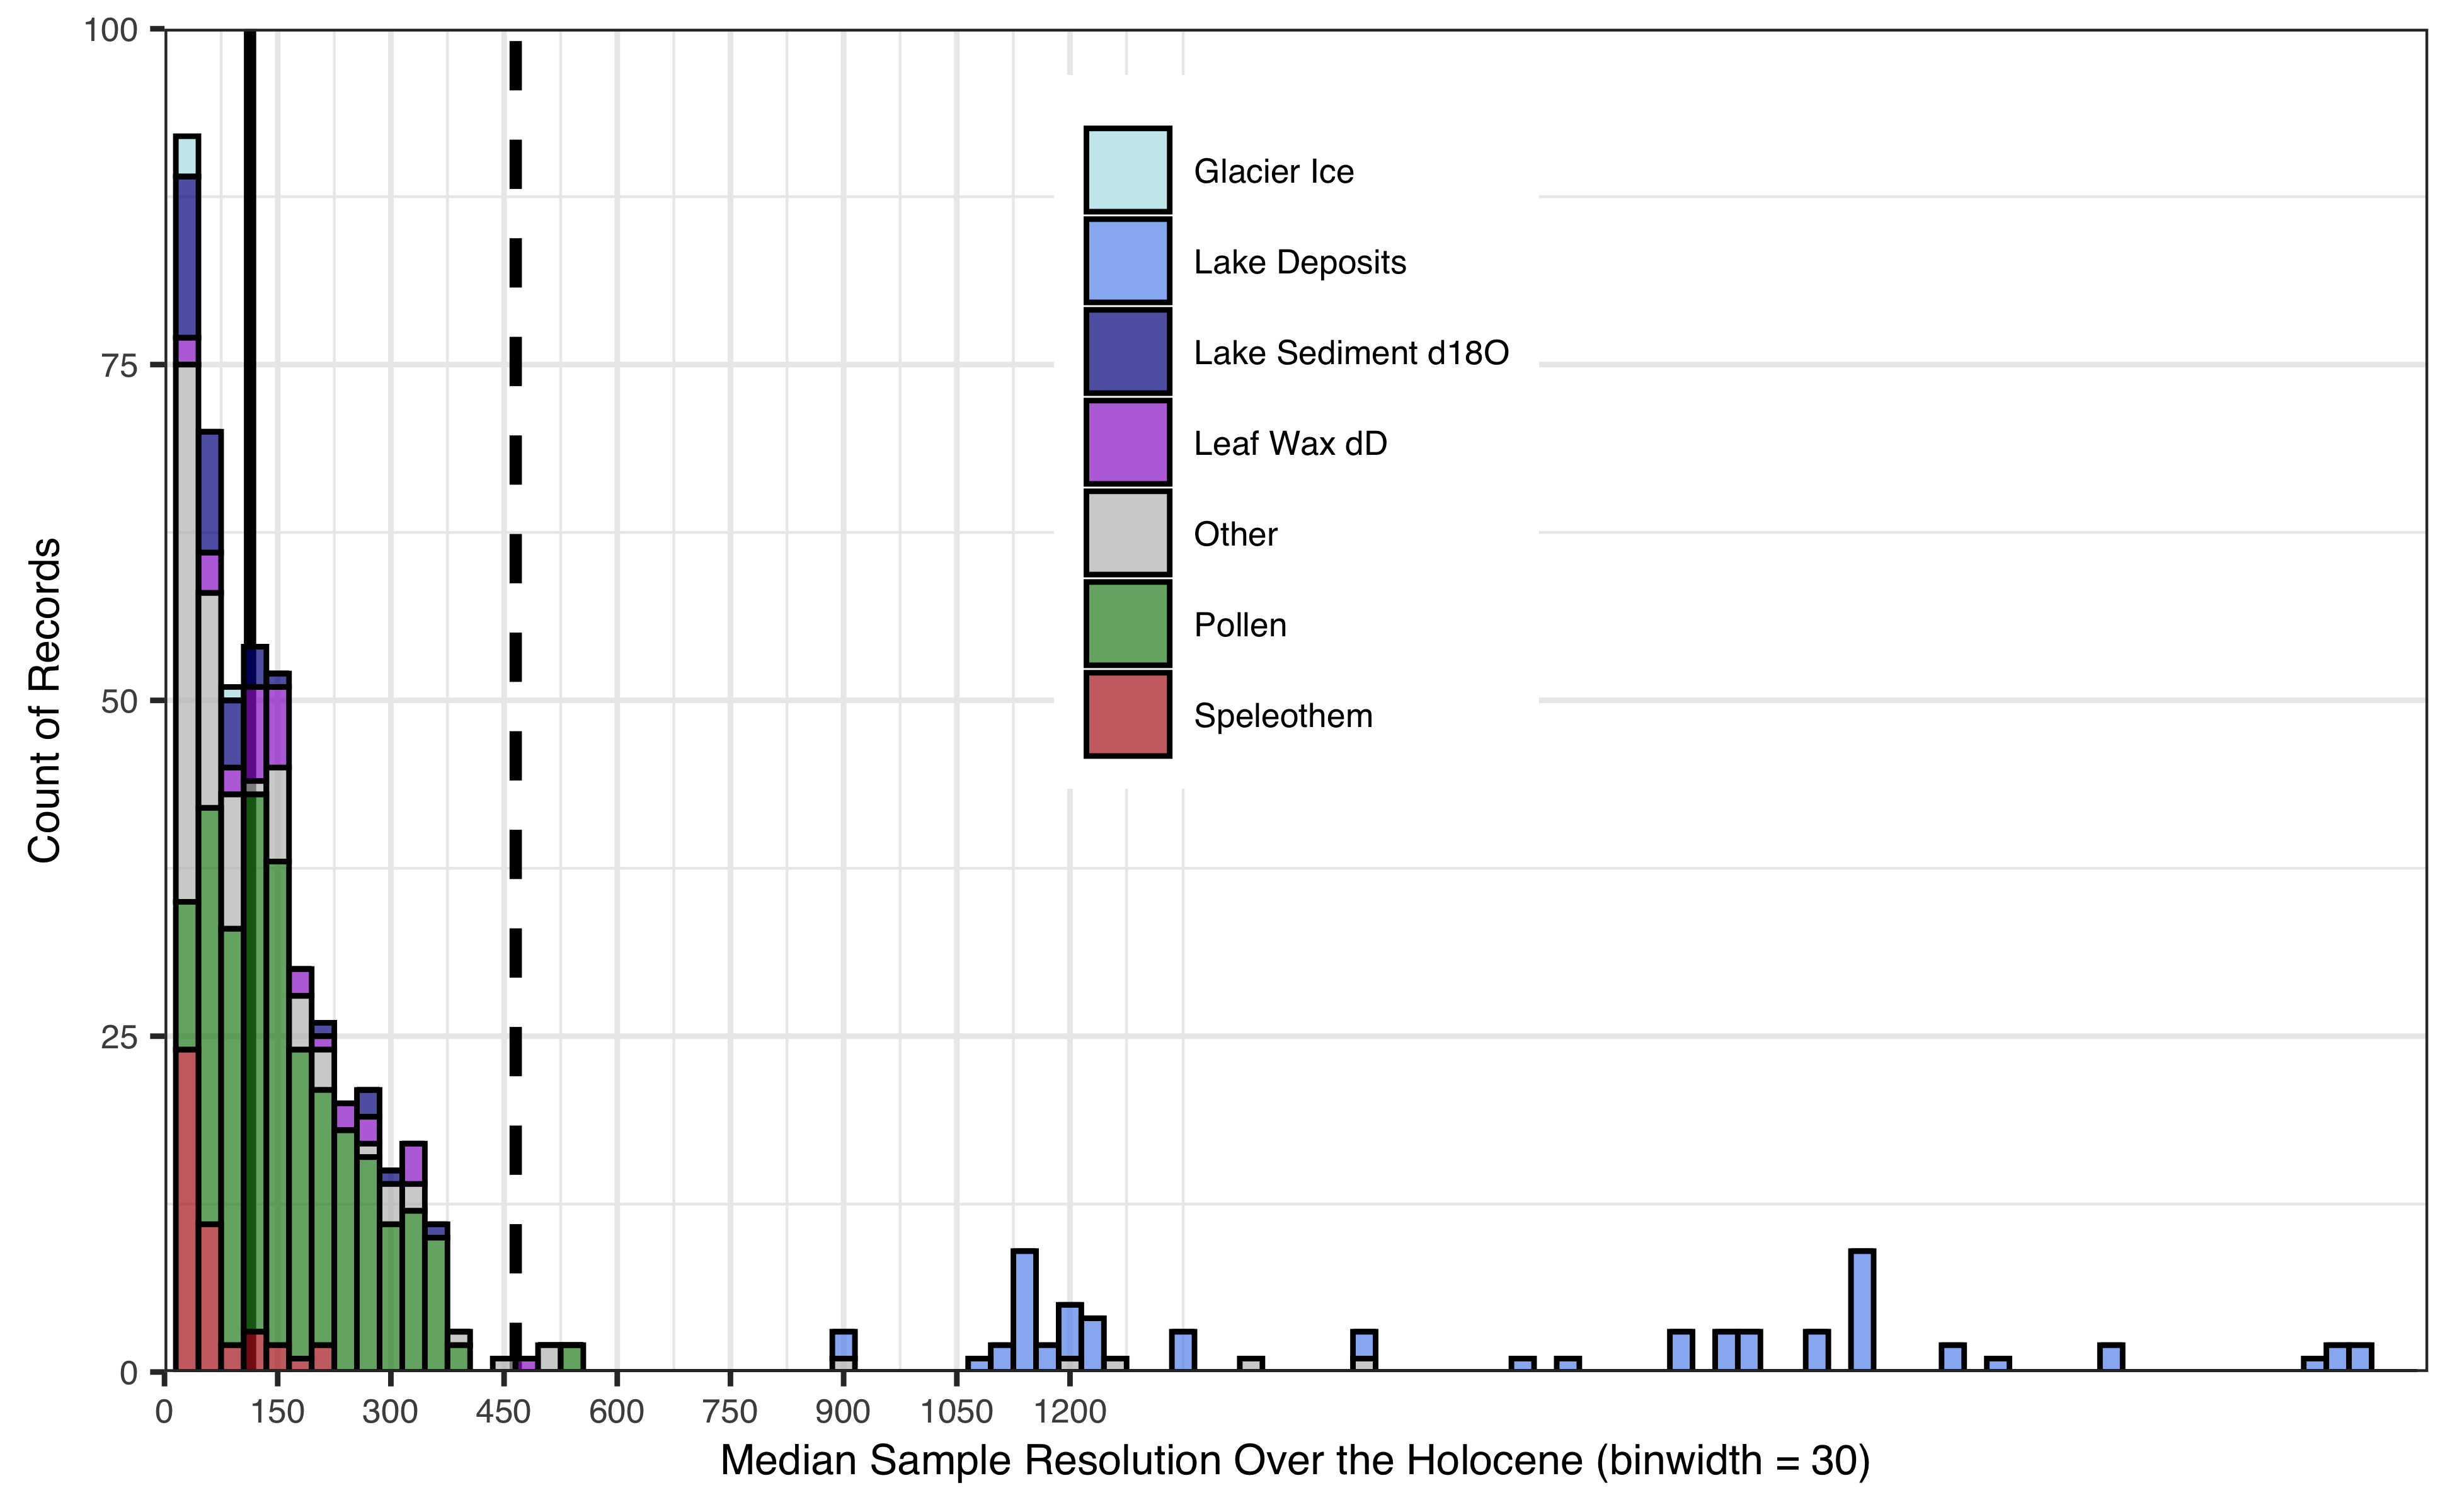 100
75
50
25
0
Count of Records
Glacier Ice
Lake Deposits
Lake Sediment d18O
Leaf Wax dD
Other
Pollen
Speleothem
0 150 300 450 600 750 900 1050 1200
Median Sample Resolution Over the Holocene (binwidth = 30)